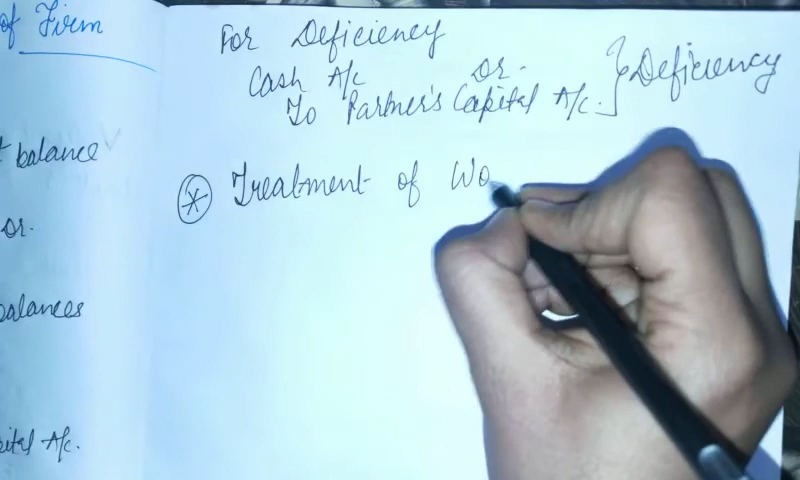 of Firm
balance
Dr.
balances
Capital A/c.
For Deficiency
Cash A/c Dr.
To Partner's Capital A/c. } Deficiency
* Treatment of Wo